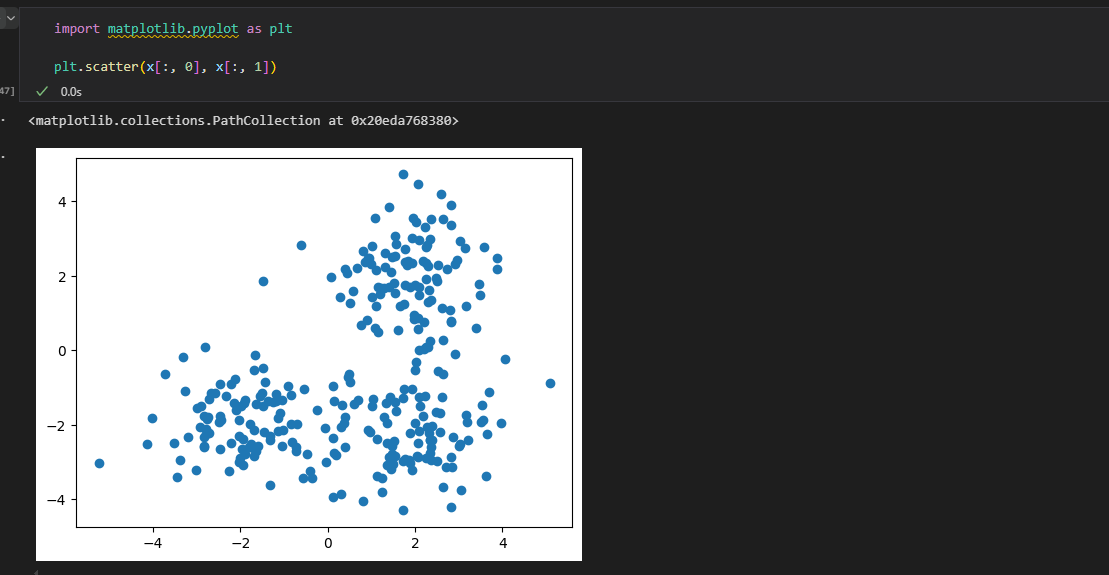 import matplotlib.pyplot as plt
plt.scatter(x[:, 0], x[:, 1])
47]
0.0s
<matplotlib.collections.PathCollection at 0x20eda768380>
4
2
0
−2
−4
−4 −2 0 2 4